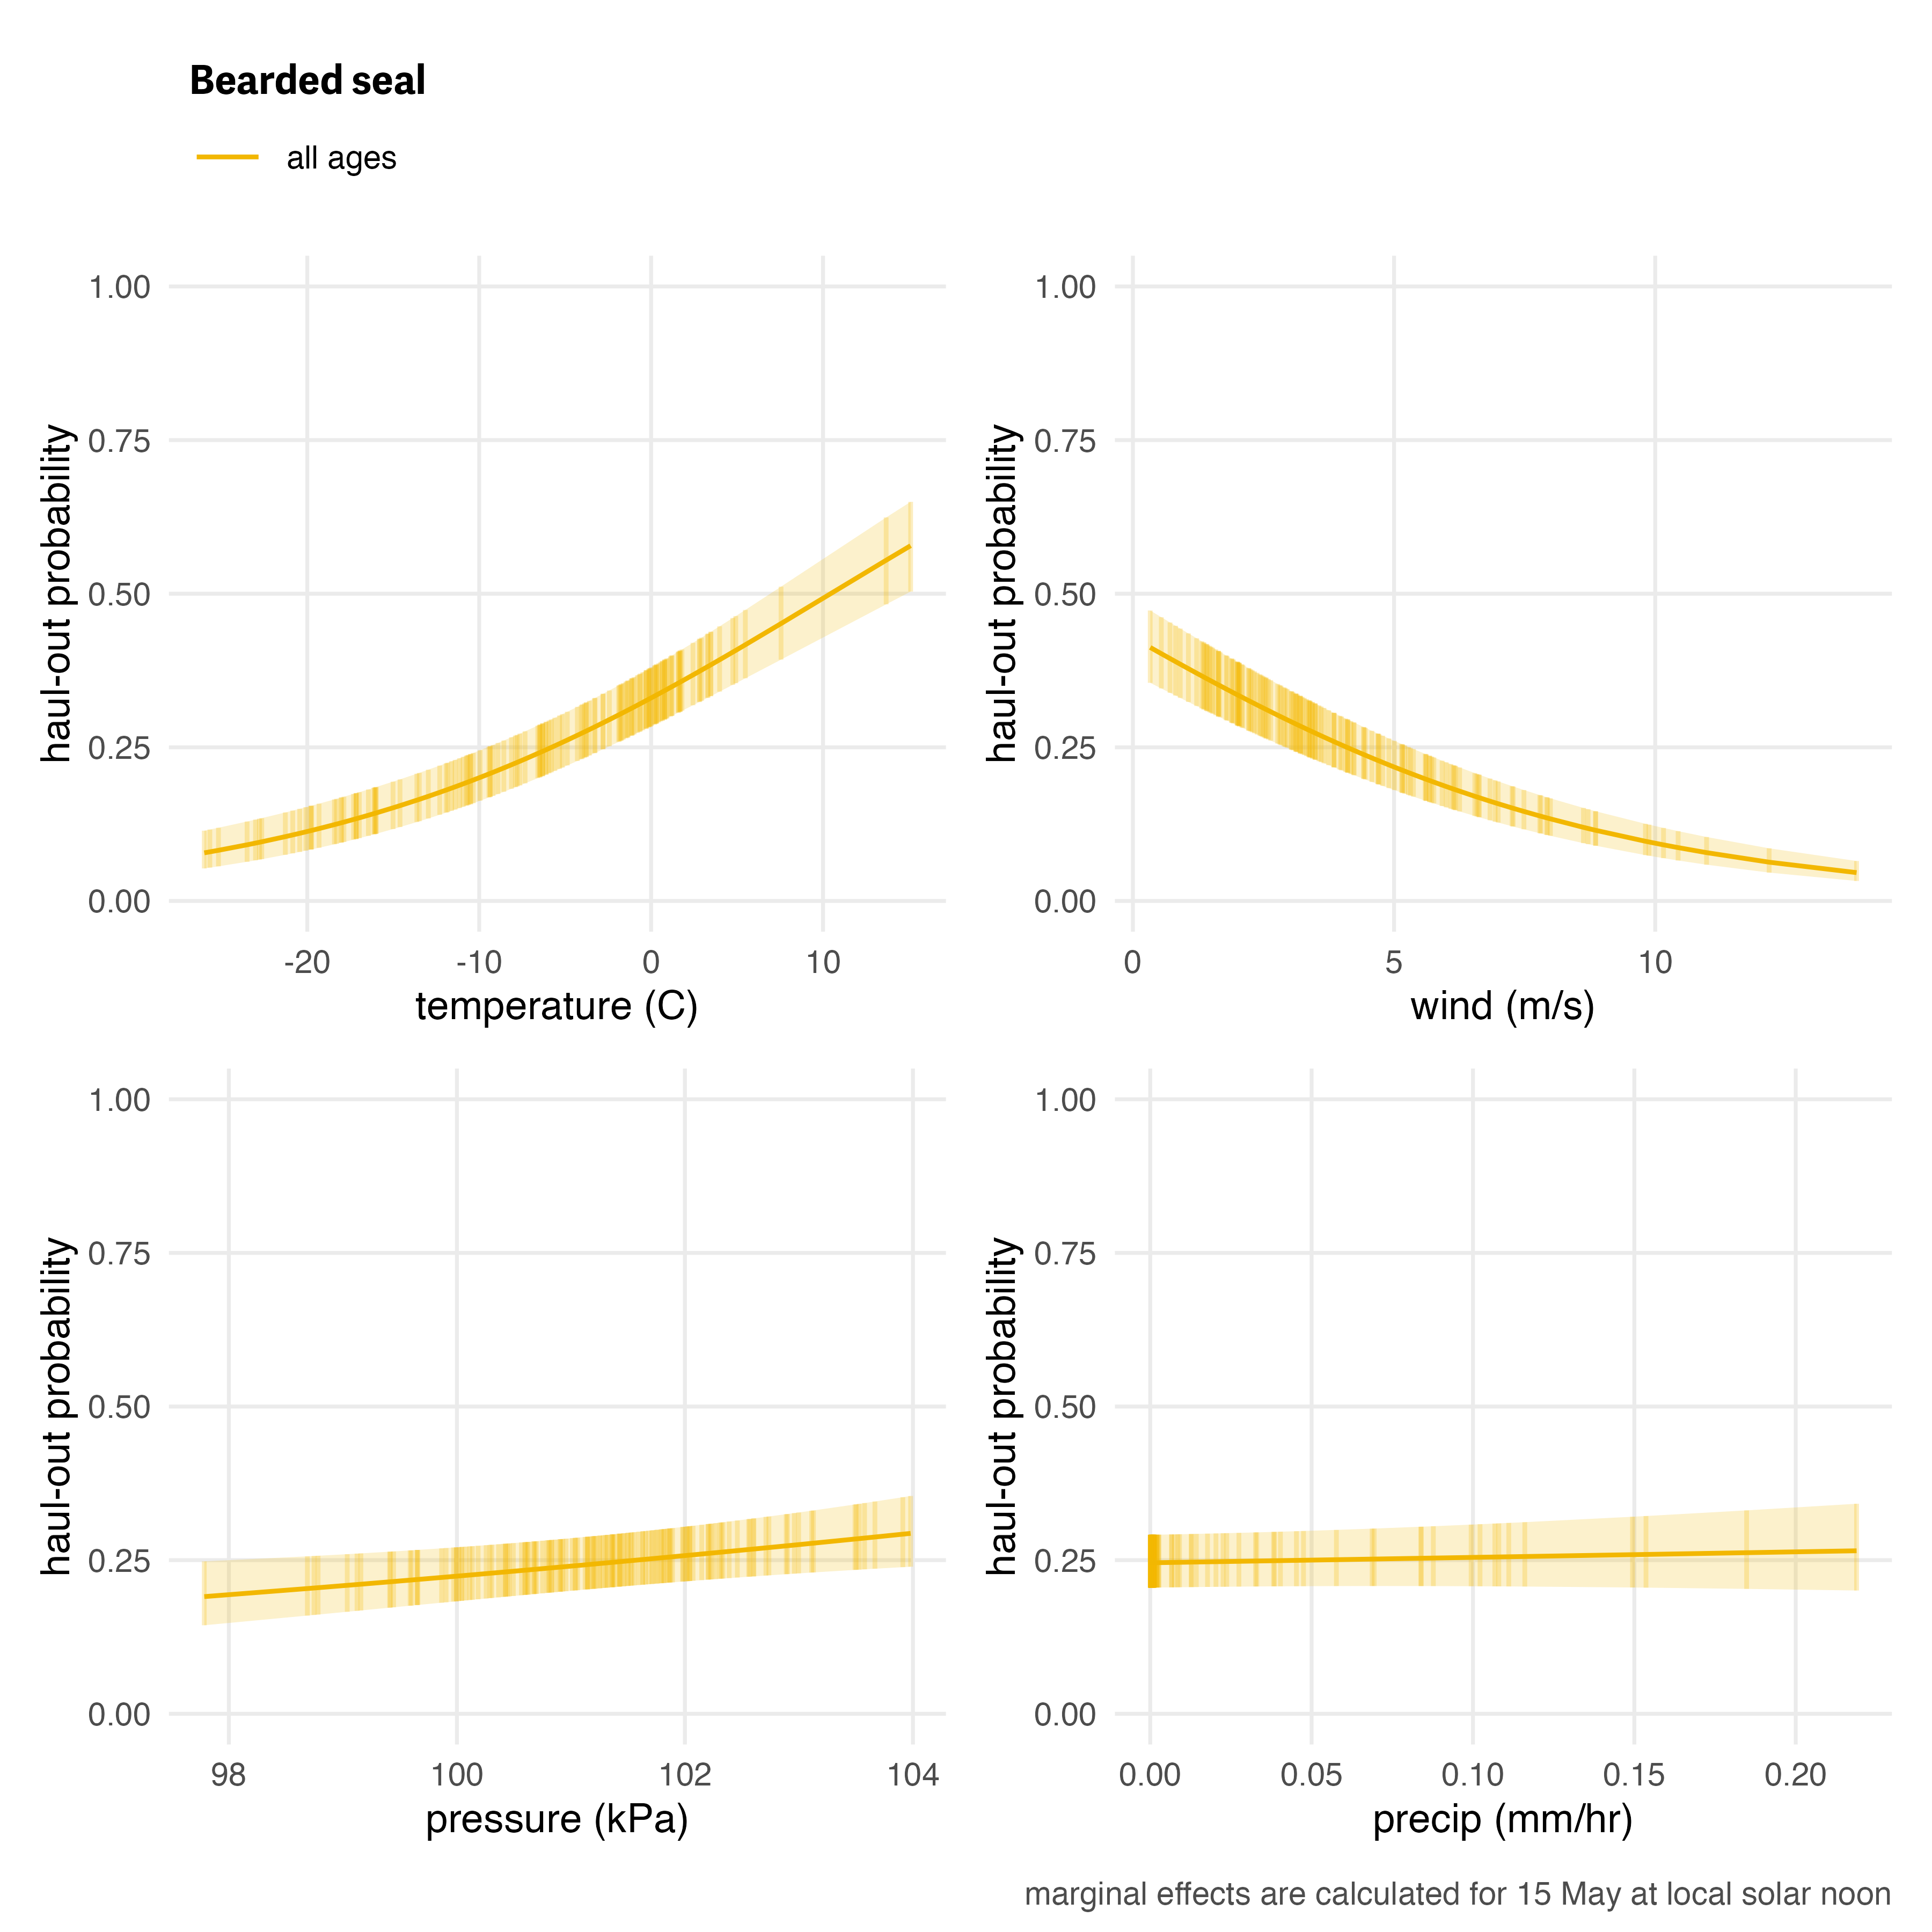 Bearded seal
all ages
1.00
0.75
0.50
0.25
0.00
haul-out probability
-20 -10 0 10
temperature (C)
1.00
0.75
0.50
0.25
0.00
haul-out probability
0 5 10
wind (m/s)
1.00
0.75
0.50
0.25
0.00
haul-out probability
98 100 102 104
pressure (kPa)
1.00
0.75
0.50
0.25
0.00
haul-out probability
0.00 0.05 0.10 0.15 0.20
precip (mm/hr)
marginal effects are calculated for 15 May at local solar noon